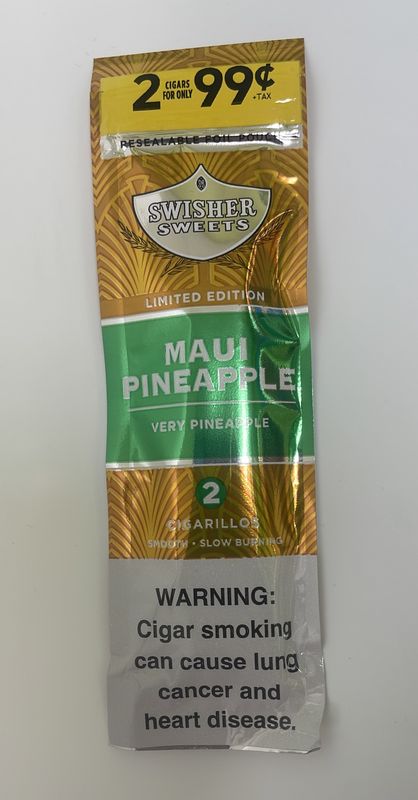 2 CIGARS FOR ONLY 99¢ +TAX
RESEALABLE FOIL POUCH
SWISHER
SWEETS
LIMITED EDITION
MAUI
PINEAPPLE
VERY PINEAPPLE
2
CIGARILLOS
SMOOTH • SLOW BURNING
WARNING:
Cigar smoking
can cause lung
cancer and
heart disease.